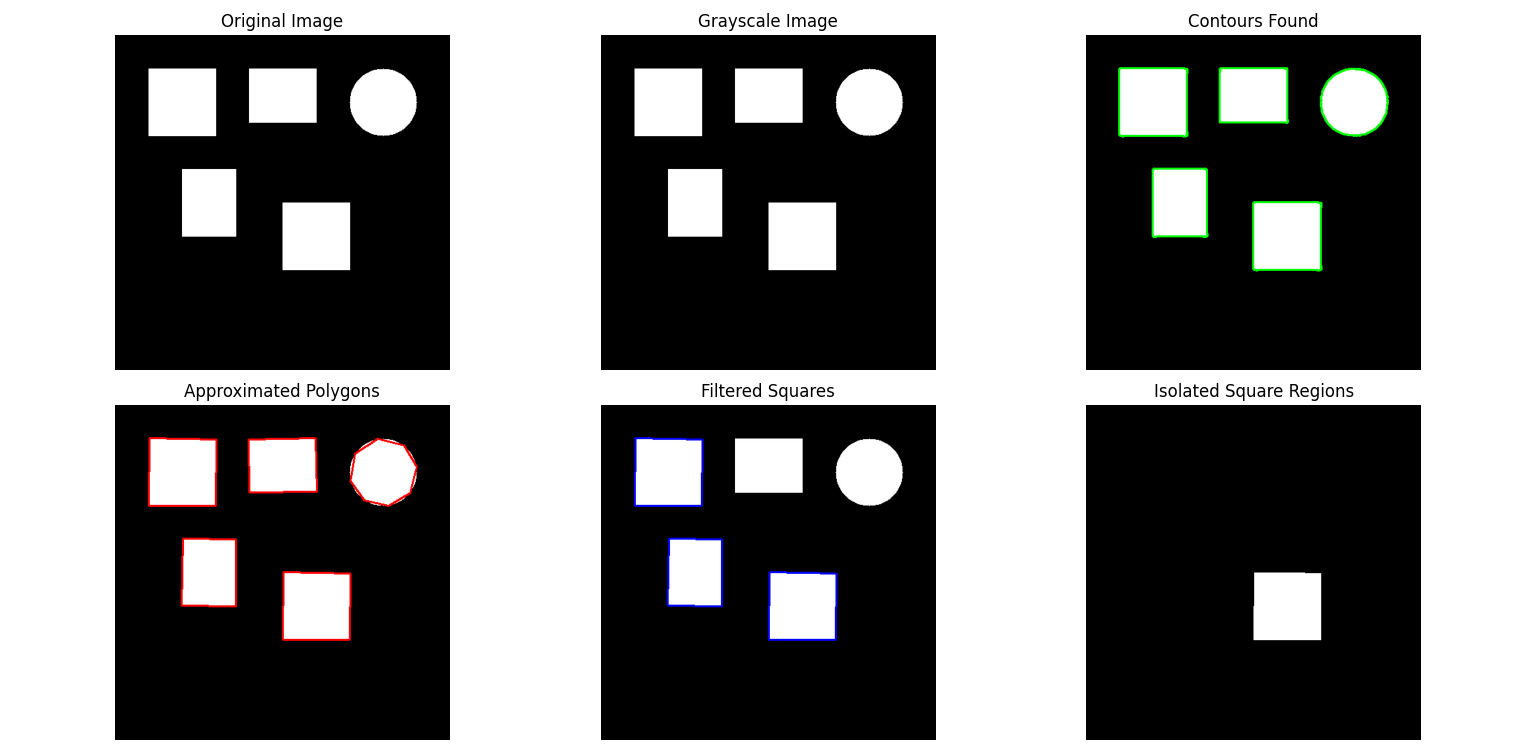 Original Image
Grayscale Image
Contours Found
Approximated Polygons
Filtered Squares
Isolated Square Regions